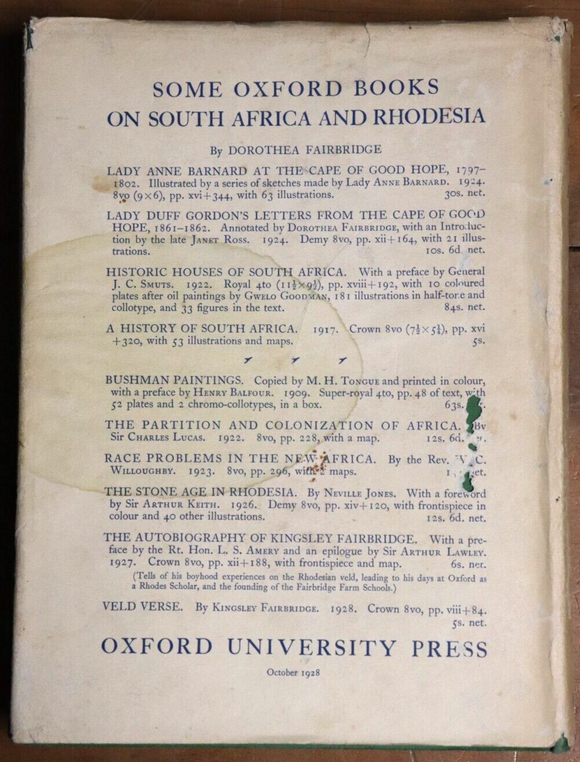 SOME OXFORD BOOKS
ON SOUTH AFRICA AND RHODESIA
By DOROTHEA FAIRBRIDGE
LADY ANNE BARNARD AT THE CAPE OF GOOD HOPE, 1797–
1802. Illustrated by a series of sketches made by Lady ANNE BARNARD. 1924.
8vo (9×6), pp. xvi+344, with 63 illustrations. 30s. net.
LADY DUFF GORDON'S LETTERS FROM THE CAPE OF GOOD
HOPE, 1861–1862. Annotated by DOROTHEA FAIRBRIDGE, with an Introduc-
tion by the late JANET ROSS. 1924. Demy 8vo, pp. xii+164, with 21 illus-
trations. 10s. 6d. net.
HISTORIC HOUSES OF SOUTH AFRICA. With a preface by General
J. C. SMUTS. 1922. Royal 4to (11½×9½), pp. xviii+192, with 10 coloured
plates after oil paintings by GWELO GOODMAN, 181 illustrations in half-tone and
collotype, and 33 figures in the text. 84s. net.
A HISTORY OF SOUTH AFRICA. 1917. Crown 8vo (7½×5¼), pp. xvi
+320, with 53 illustrations and maps. 5s.
BUSHMAN PAINTINGS. Copied by M. H. TONGUE and printed in colour,
with a preface by HENRY BALFOUR. 1909. Super-royal 4to, pp. 48 of text, with
52 plates and 2 chromo-collotypes, in a box. 63s.
THE PARTITION AND COLONIZATION OF AFRICA. By
Sir CHARLES LUCAS. 1922. 8vo, pp. 228, with a map. 12s. 6d.
RACE PROBLEMS IN THE NEW AFRICA. By the Rev. W. C.
WILLOUGHBY. 1923. 8vo, pp. 296, with 2 maps. net.
THE STONE AGE IN RHODESIA. By NEVILLE JONES. With a foreword
by Sir ARTHUR KEITH. 1926. Demy 8vo, pp. xiv+120, with frontispiece in
colour and 40 other illustrations. 12s. 6d. net.
THE AUTOBIOGRAPHY OF KINGSLEY FAIRBRIDGE. With a pre-
face by the Rt. Hon. L. S. AMERY and an epilogue by Sir ARTHUR LAWLEY.
1927. Crown 8vo, pp. xii+188, with frontispiece and map. 6s. net.
(Tells of his boyhood experiences on the Rhodesian veld, leading to his days at Oxford as
a Rhodes Scholar, and the founding of the Fairbridge Farm Schools.)
VELD VERSE. By KINGSLEY FAIRBRIDGE. 1928. Crown 8vo, pp. viii+84.
5s. net.
OXFORD UNIVERSITY PRESS
October 1928